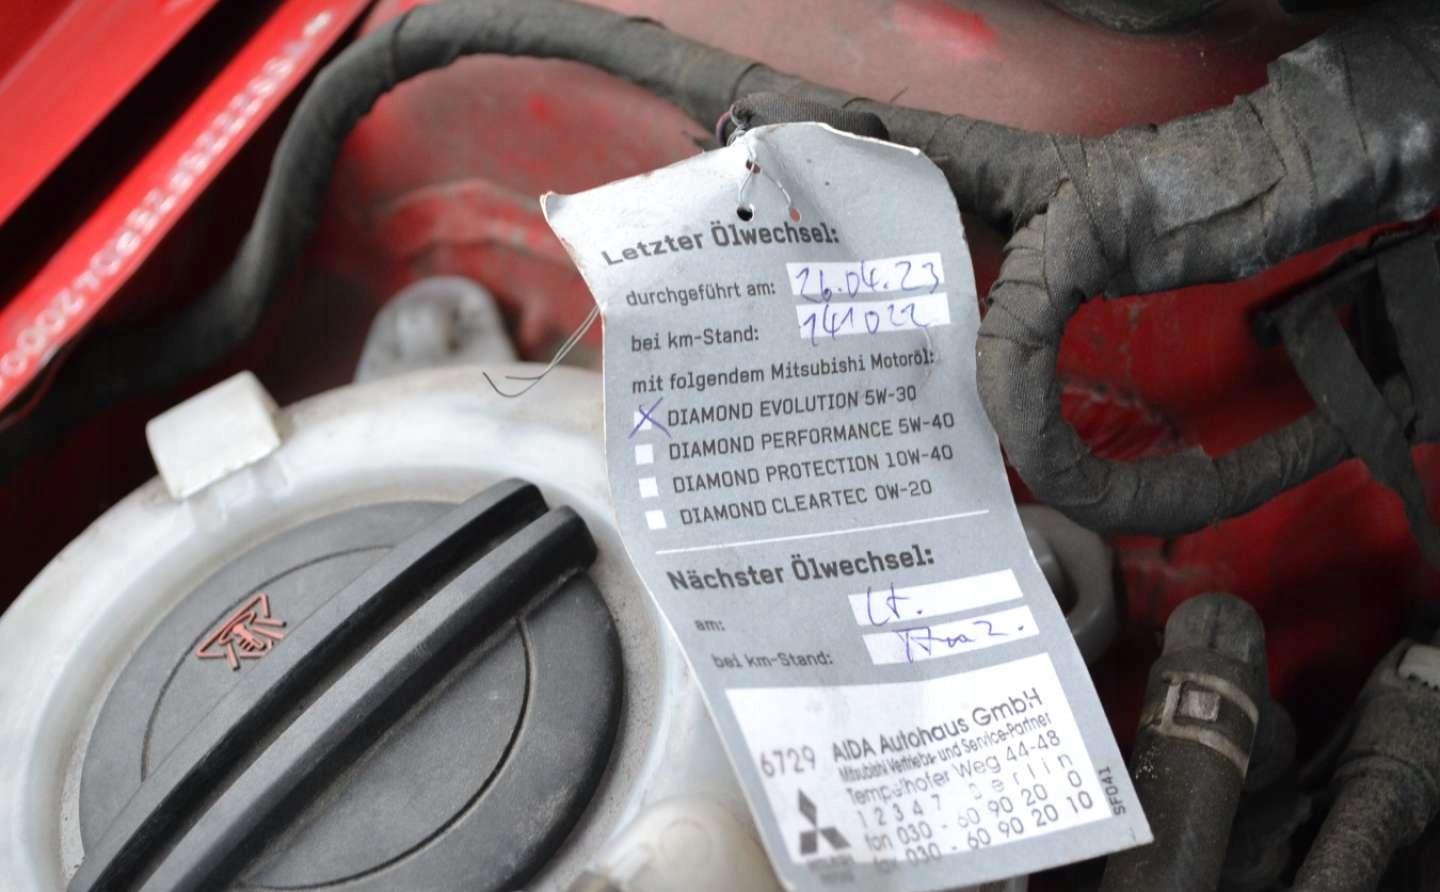 Letzter Ölwechsel:
durchgeführt am: 26.04.23
bei km-Stand: 141022
mit folgendem Mitsubishi Motoröl:
X DIAMOND EVOLUTION 5W-30
DIAMOND PERFORMANCE 5W-40
DIAMOND PROTECTION 10W-40
DIAMOND CLEARTEC 0W-20
Nächster Ölwechsel:
am: Lt.
bei km-Stand:
6729 AIDA Autohaus GmbH
Mitsubishi Vertriebs- und Service-Partner
Tempelhofer Weg 44-48
12347 Berlin
fon 030 - 60 90 20 0
fax 030 - 60 90 20 10
SF041